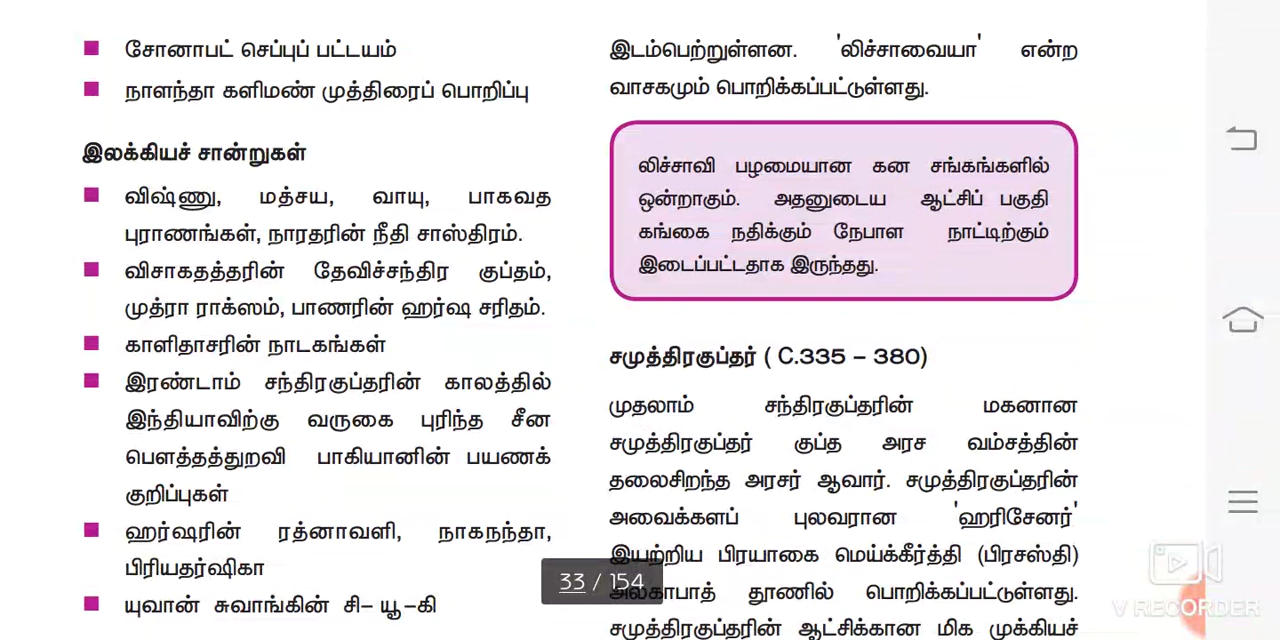 சோனாபட் செப்புப் பட்டயம்
நாளந்தா களிமண் முத்திரைப் பொறிப்பு
இலக்கியச் சான்றுகள்
விஷ்ணு, மத்சய, வாயு, பாகவத
புராணங்கள், நாரதரின் நீதி சாஸ்திரம்.
விசாகதத்தரின் தேவிச்சந்திர குப்தம்,
முத்ரா ராக்ஸம், பாணரின் ஹர்ஷ சரிதம்.
காளிதாசரின் நாடகங்கள்
இரண்டாம் சந்திரகுப்தரின் காலத்தில்
இந்தியாவிற்கு வருகை புரிந்த சீன
பௌத்தத்துறவி பாகியானின் பயணக்
குறிப்புகள்
ஹர்ஷரின் ரத்னாவளி, நாகநந்தா,
பிரியதர்ஷிகா
யுவான் சுவாங்கின் சி– யூ –கி
இடம்பெற்றுள்ளன. 'லிச்சாவையா' என்ற
வாசகமும் பொறிக்கப்பட்டுள்ளது.
லிச்சாவி பழமையான கன சங்கங்களில்
ஒன்றாகும். அதனுடைய ஆட்சிப் பகுதி
கங்கை நதிக்கும் நேபாள நாட்டிற்கும்
இடைப்பட்டதாக இருந்தது.
சமுத்திரகுப்தர் ( C.335 – 380)
முதலாம் சந்திரகுப்தரின் மகனான
சமுத்திரகுப்தர் குப்த அரச வம்சத்தின்
தலைசிறந்த அரசர் ஆவார். சமுத்திரகுப்தரின்
அவைக்களப் புலவரான 'ஹரிசேனர்'
இயற்றிய பிரயாகை மெய்க்கீர்த்தி (பிரசஸ்தி)
அலகாபாத் தூணில் பொறிக்கப்பட்டுள்ளது.
சமுத்திரகுப்தரின் ஆட்சிக்கான மிக முக்கியச்
33 / 154
V RECORDER